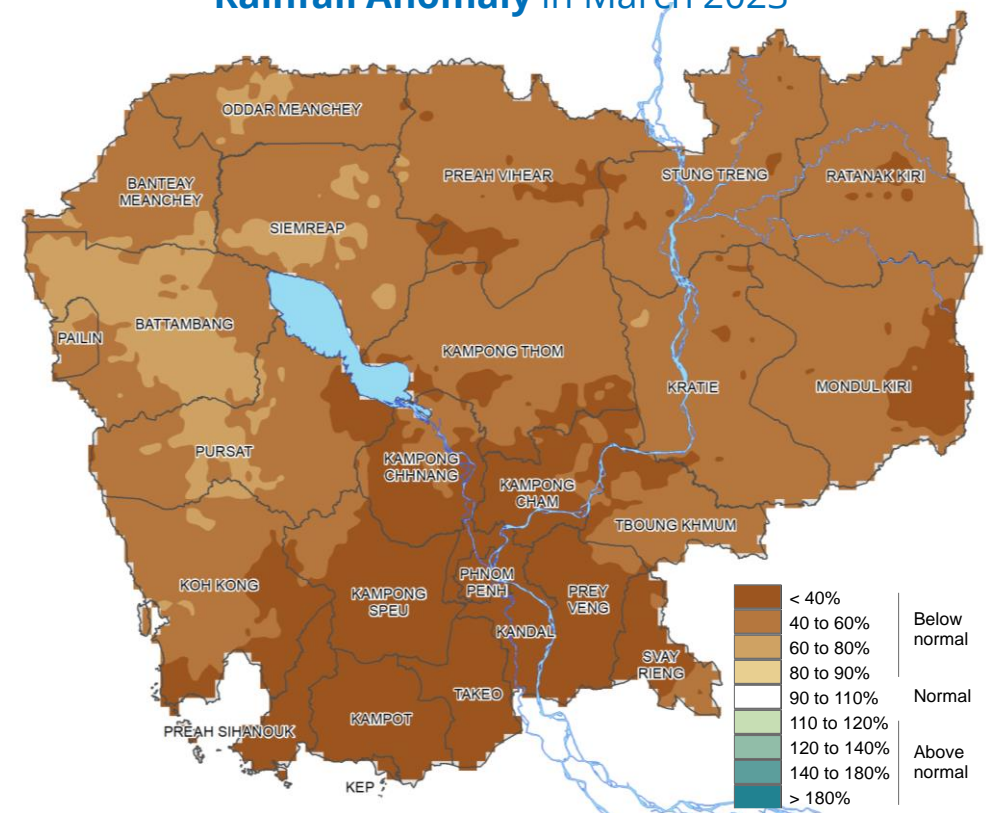 Rainfall Anomaly in March 2023
ODDAR MEANCHEY
BANTEAY
MEANCHEY
PREAH VIHEAR
STUNG TRENG
RATANAK KIRI
SIEMREAP
BATTAMBANG
PAILIN
KAMPONG THOM
KRATIE
MONDUL KIRI
PURSAT
KAMPONG
CHHNANG
KAMPONG
CHAM
TBOUNG KHMUM
KOH KONG
KAMPONG
SPEU
PHNOM
PENH
PREY
VENG
KANDAL
SVAY
RIENG
TAKEO
KAMPOT
PREAH SIHANOUK
KEP
< 40%
40 to 60%
60 to 80%
80 to 90%
90 to 110%
110 to 120%
120 to 140%
140 to 180%
> 180%
Below
normal
Normal
Above
normal